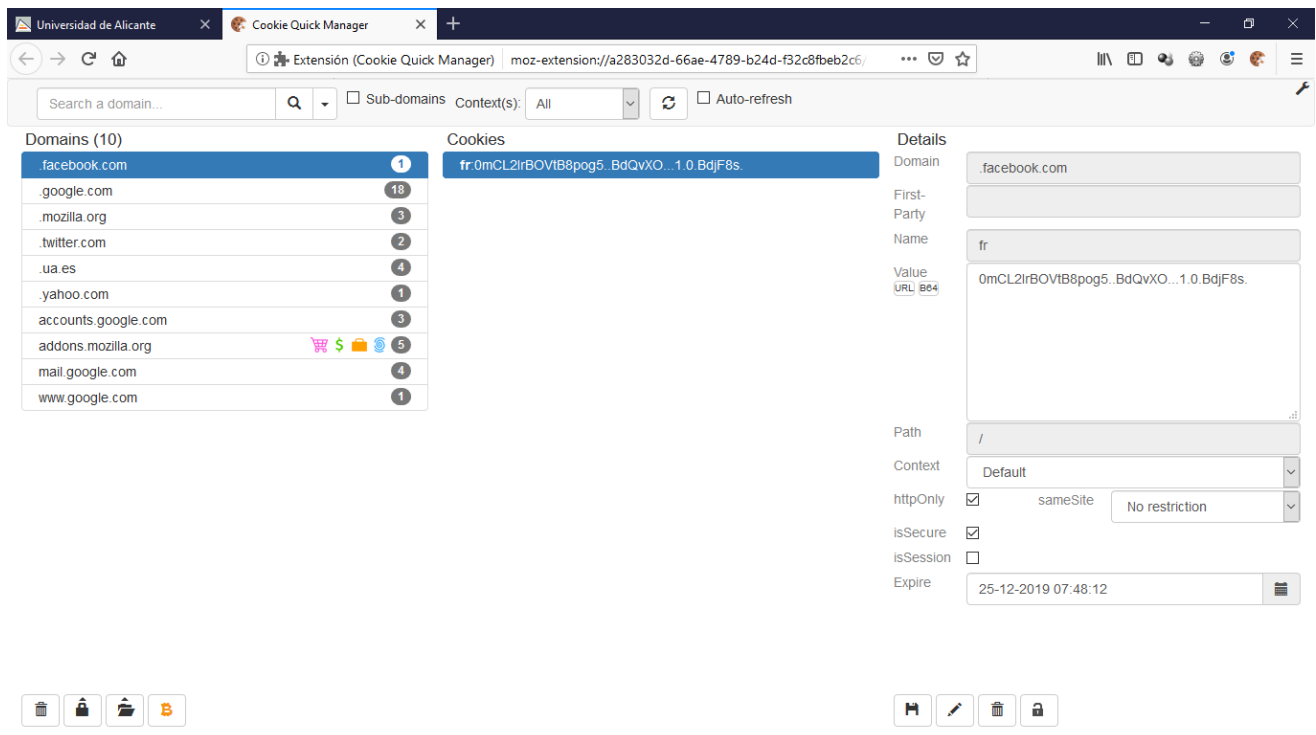 Universidad de Alicante
Cookie Quick Manager
Extensión (Cookie Quick Manager) moz-extension://a283032d-66ae-4789-b24d-f32c8fbeb2c6/
Search a domain...
Sub-domains
Context(s):
All
Auto-refresh
Domains (10)
.facebook.com 1
.google.com 18
.mozilla.org 3
.twitter.com 2
.ua.es 4
.yahoo.com 1
accounts.google.com 3
addons.mozilla.org $ 5
mail.google.com 4
www.google.com 1
Cookies
fr:0mCL2IrBOVtB8pog5..BdQvXO...1.0.BdjF8s.
Details
Domain .facebook.com
First-
Party
Name fr
Value 0mCL2IrBOVtB8pog5..BdQvXO...1.0.BdjF8s.
URL B64
Path /
Context Default
httpOnly sameSite No restriction
isSecure
isSession
Expire 25-12-2019 07:48:12